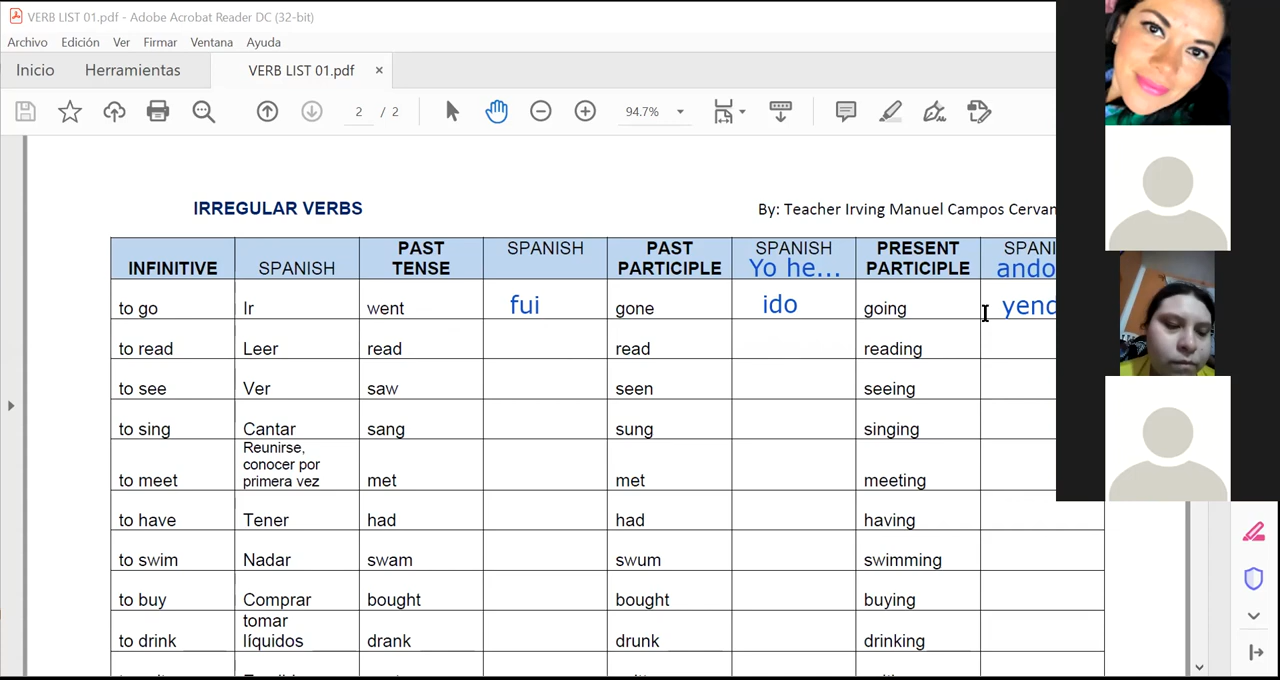 VERB LIST 01.pdf - Adobe Acrobat Reader DC (32-bit)
Archivo Edición Ver Firmar Ventana Ayuda
Inicio Herramientas VERB LIST 01.pdf ×
2 / 2 94.7%
IRREGULAR VERBS By: Teacher Irving Manuel Campos Cervan
INFINITIVE SPANISH PAST TENSE SPANISH PAST PARTICIPLE SPANISH Yo he... PRESENT PARTICIPLE SPANI ando
to go Ir went fui gone ido going yend
to read Leer read read reading
to see Ver saw seen seeing
to sing Cantar sang sung singing
to meet Reunirse, conocer por primera vez met met meeting
to have Tener had had having
to swim Nadar swam swum swimming
to buy Comprar bought bought buying
to drink tomar líquidos drank drunk drinking